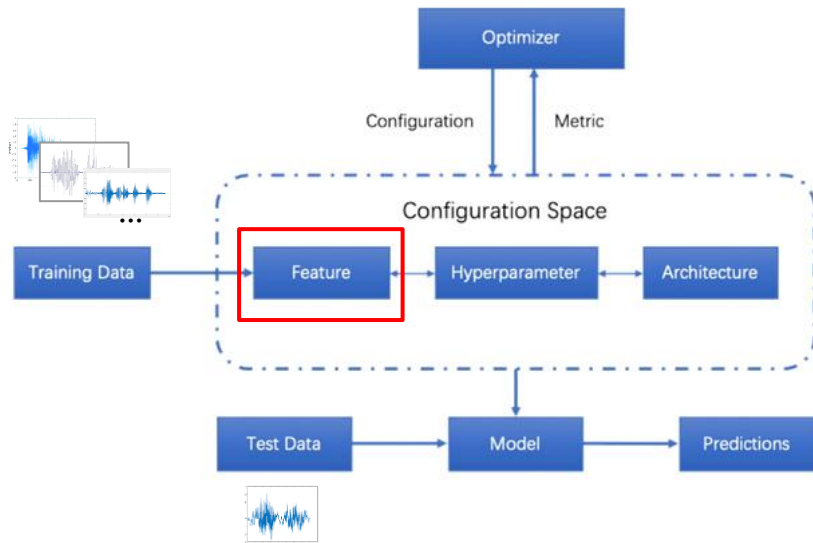 Optimizer
Configuration
Metric
Configuration Space
Training Data
Feature
Hyperparameter
Architecture
Test Data
Model
Predictions